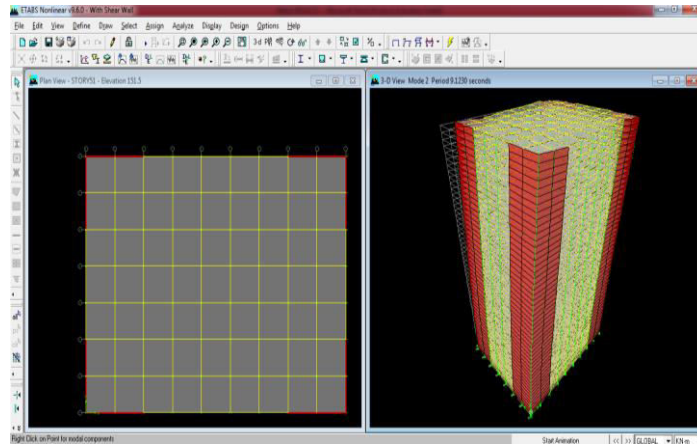 ETABS Nonlinear v9.6.0 - With Shear Wall
File Edit View Define Draw Select Assign Analyze Display Design Options Help
3-d
Plan View - STORY51 - Elevation 151.5
3-D View Mode 2 Period 9.1230 seconds
Right Click on Point for modal components
Start Animation << >> GLOBAL KN-m